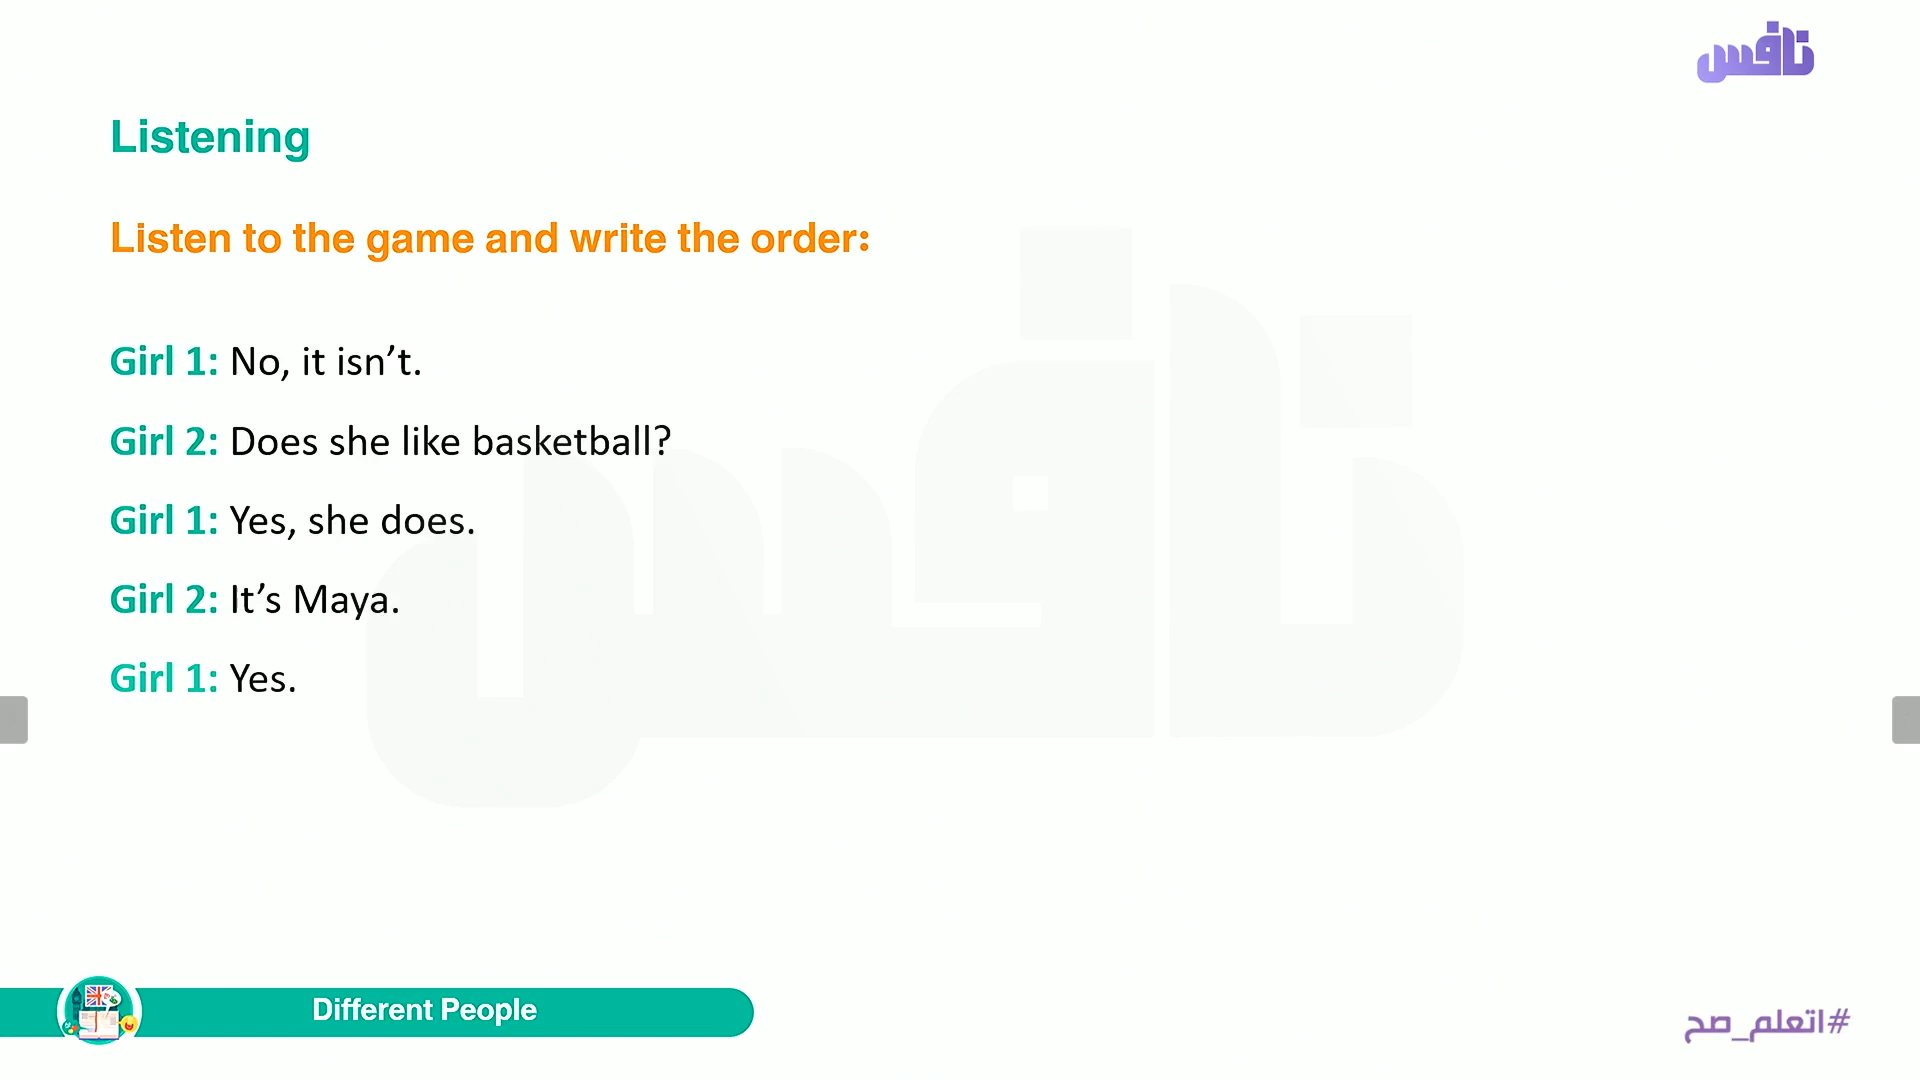 نافس
Listening
Listen to the game and write the order:
Girl 1: No, it isn’t.
Girl 2: Does she like basketball?
Girl 1: Yes, she does.
Girl 2: It’s Maya.
Girl 1: Yes.
Different People
#اتعلم_صح